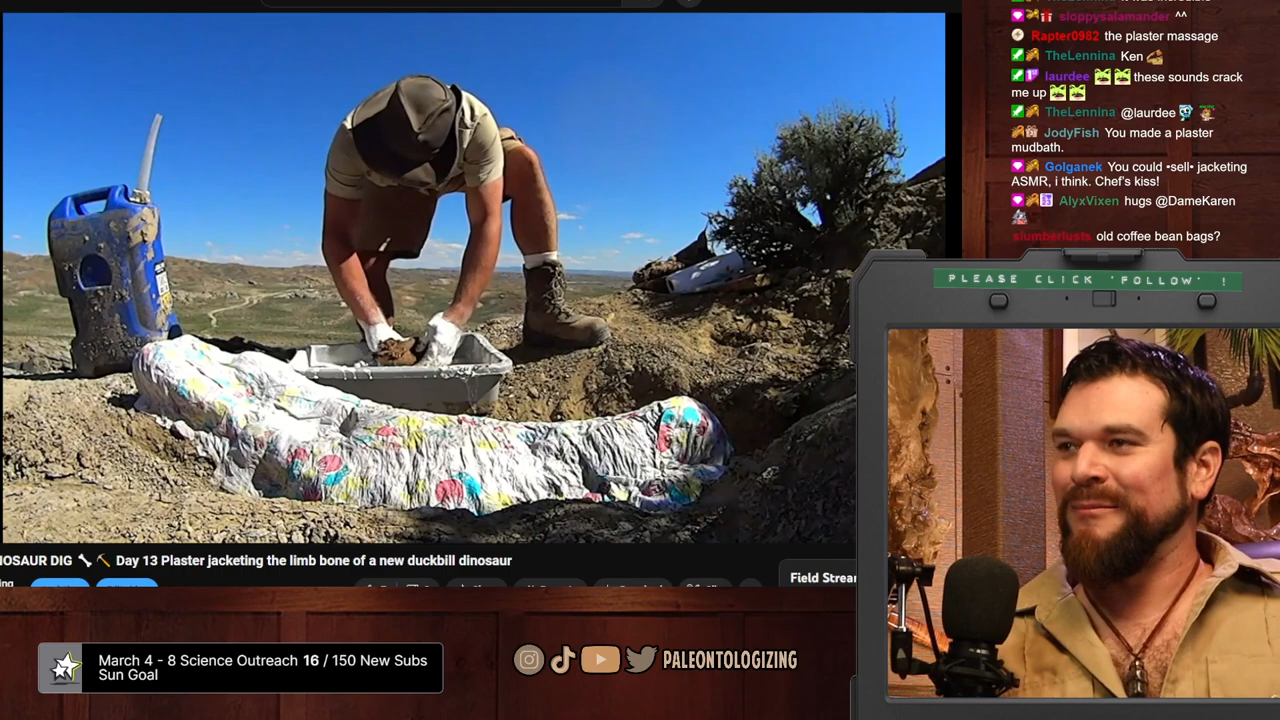 sloppysalamander ^^
Rapter0982 the plaster massage
TheLennina Ken
laurdee these sounds crack
me up
TheLennina @laurdee
JodyFish You made a plaster
mudbath.
Golganek You could •sell• jacketing
ASMR, i think. Chef's kiss!
AlyxVixen hugs @DameKaren
slumberlusts old coffee bean bags?
PLEASE CLICK 'FOLLOW' !
NOSAUR DIG Day 13 Plaster jacketing the limb bone of a new duckbill dinosaur
Field Strea
March 4 - 8 Science Outreach 16 / 150 New Subs
Sun Goal
PALEONTOLOGIZING